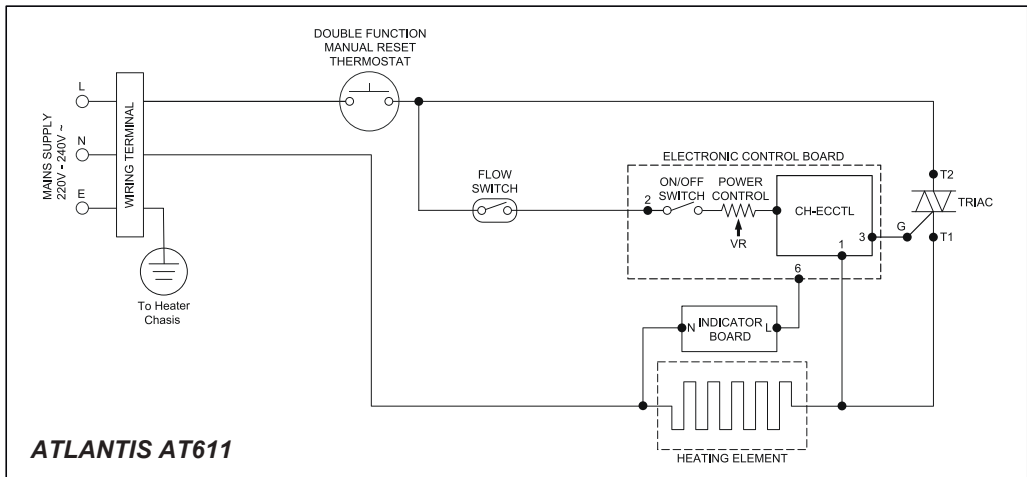 DOUBLE FUNCTION
MANUAL RESET
THERMOSTAT
L
N
E
MAINS SUPPLY
220V - 240V ~
WIRING TERMINAL
To Heater
Chasis
FLOW
SWITCH
ELECTRONIC CONTROL BOARD
2
ON/OFF
SWITCH
POWER
CONTROL
VR
CH-ECCTL
3
1
6
G
T2
TRIAC
T1
N
INDICATOR
BOARD
L
HEATING ELEMENT
ATLANTIS AT611